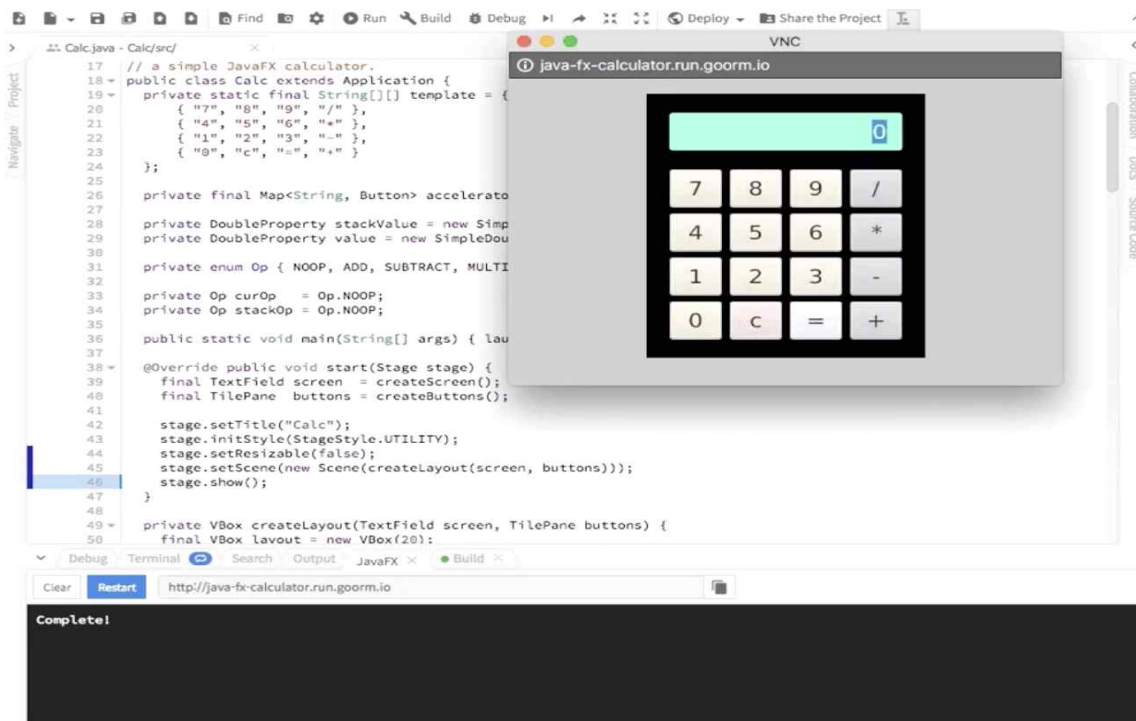 Find Run Build Debug Deploy Share the Project
Calc.java - Calc/src/
VNC
java-fx-calculator.run.goorm.io
Project
Navigate
Collaboration
Docs
Source Code
17 // a simple JavaFX calculator.
18 public class Calc extends Application {
19 private static final String[][] template = {
20 { "7", "8", "9", "/" },
21 { "4", "5", "6", "*" },
22 { "1", "2", "3", "-" },
23 { "0", "c", "=", "+" }
24 };
25
26 private final Map<String, Button> accelerato
27
28 private DoubleProperty stackValue = new Simp
29 private DoubleProperty value = new SimpleDou
30
31 private enum Op { NOOP, ADD, SUBTRACT, MULTI
32
33 private Op curOp = Op.NOOP;
34 private Op stackOp = Op.NOOP;
35
36 public static void main(String[] args) { lau
37
38 @Override public void start(Stage stage) {
39 final TextField screen = createScreen();
40 final TilePane buttons = createButtons();
41
42 stage.setTitle("Calc");
43 stage.initStyle(StageStyle.UTILITY);
44 stage.setResizable(false);
45 stage.setScene(new Scene(createLayout(screen, buttons)));
46 stage.show();
47 }
48
49 private VBox createLayout(TextField screen, TilePane buttons) {
50 final VBox layout = new VBox(20);
0
7 8 9 /
4 5 6 *
1 2 3 -
0 c = +
Debug Terminal Search Output JavaFX Build
Clear Restart http://java-fx-calculator.run.goorm.io
Complete!